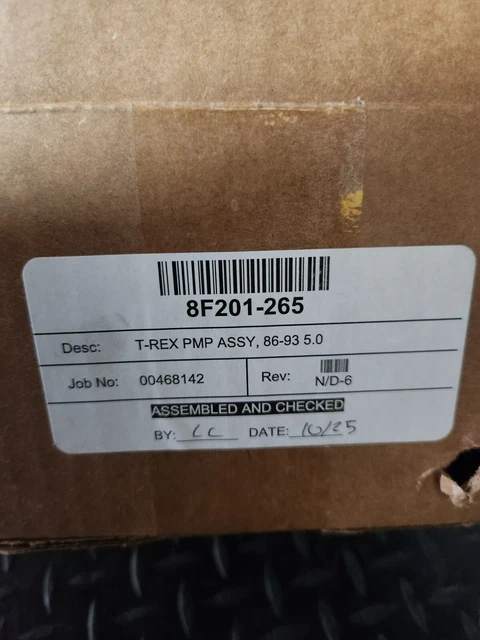 8F201-265
Desc: T-REX PMP ASSY, 86-93 5.0
Job No: 00468142 Rev: N/D-6
ASSEMBLED AND CHECKED
BY: CC DATE: 10/25